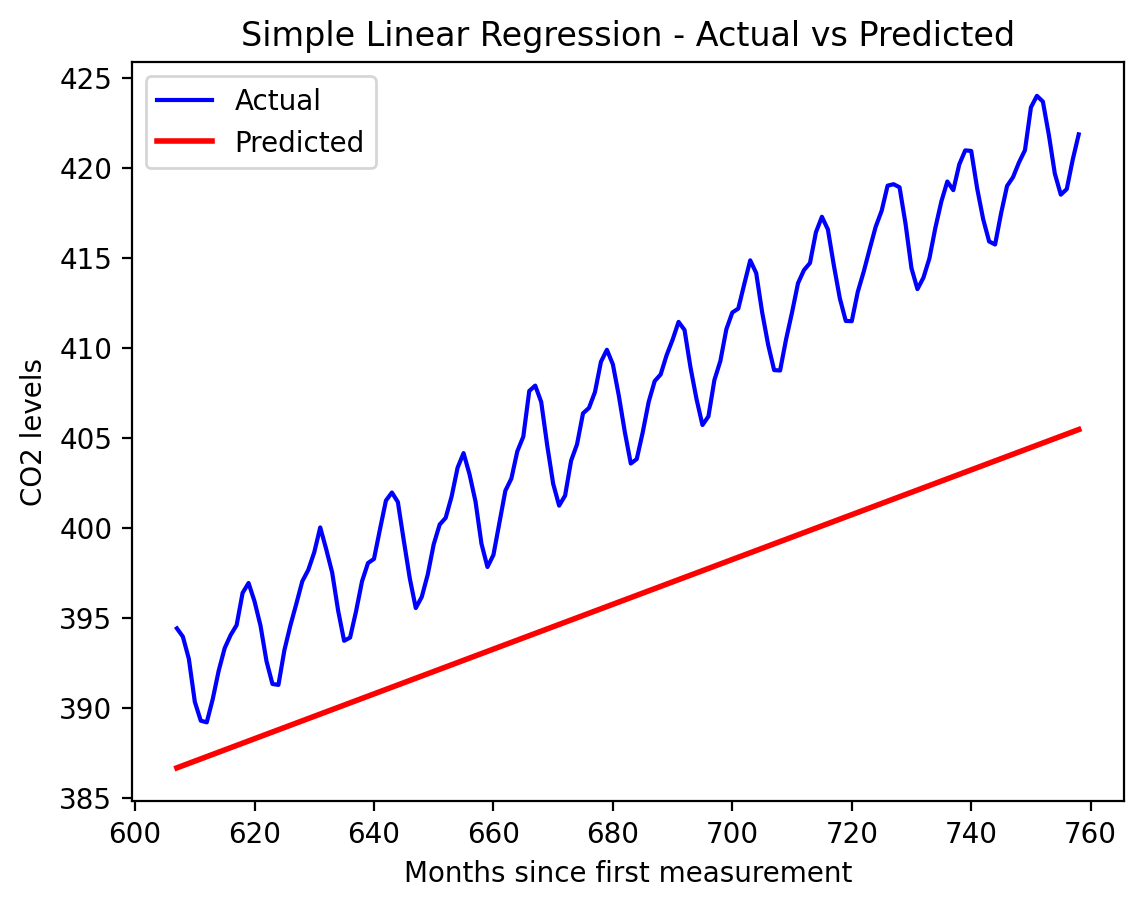 Simple Linear Regression - Actual vs Predicted
Actual
Predicted
425
420
415
410
405
400
395
390
385
CO2 levels
600 620 640 660 680 700 720 740 760
Months since first measurement